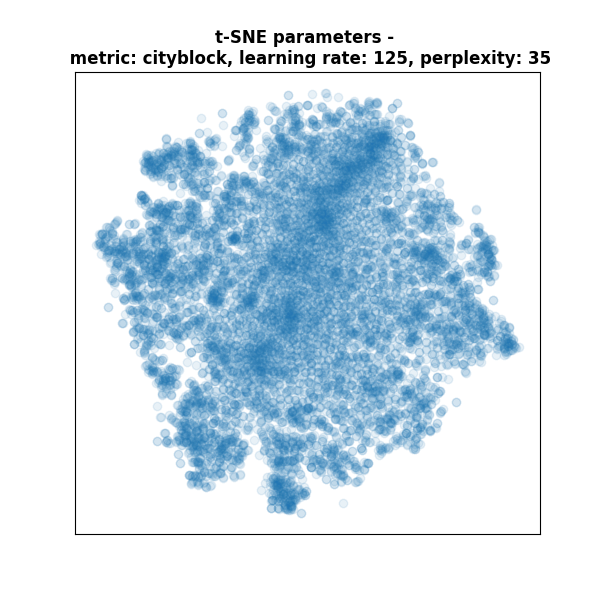 t-SNE parameters -
metric: cityblock, learning rate: 125, perplexity: 35